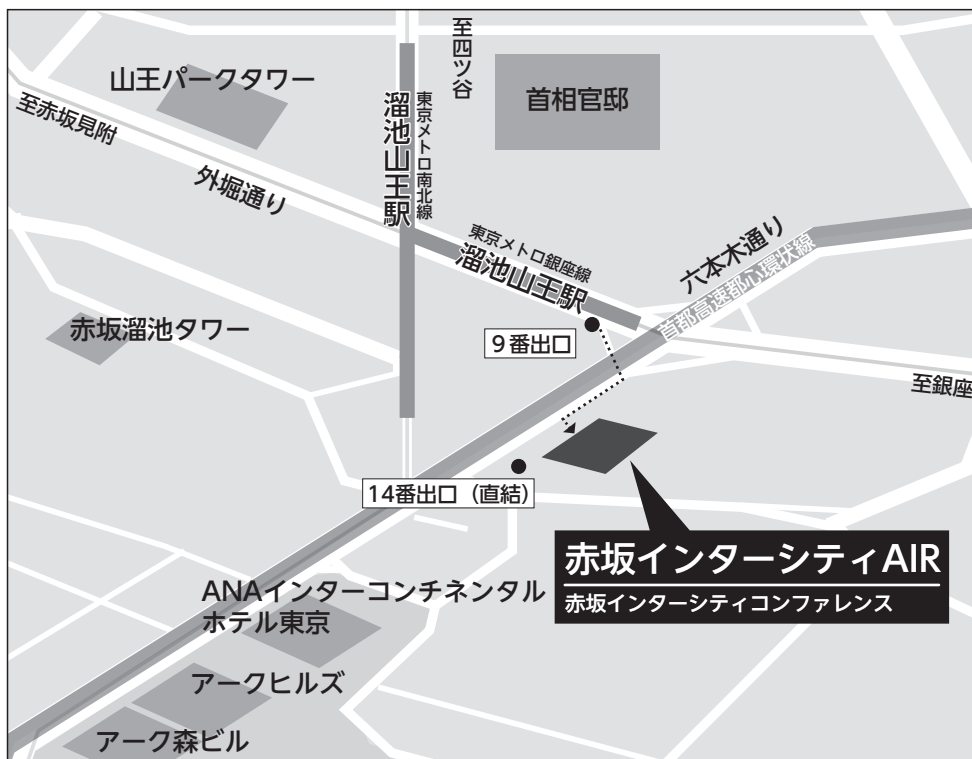 至四ツ谷
山王パークタワー
首相官邸
至赤坂見附
東京メトロ南北線
溜池山王駅
外堀通り
東京メトロ銀座線
溜池山王駅
六本木通り
首都高速都心環状線
赤坂溜池タワー
9番出口
至銀座
14番出口（直結）
赤坂インターシティAIR
赤坂インターシティコンファレンス
ANAインターコンチネンタル
ホテル東京
アークヒルズ
アーク森ビル